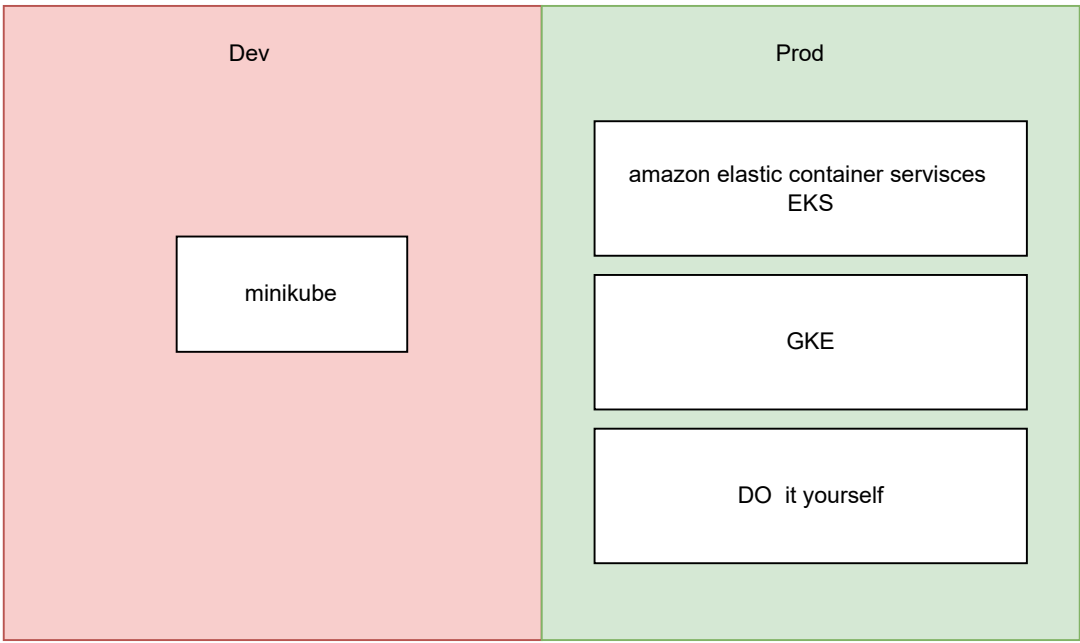 Dev
Prod
amazon elastic container servisces
EKS
minikube
GKE
DO  it yourself